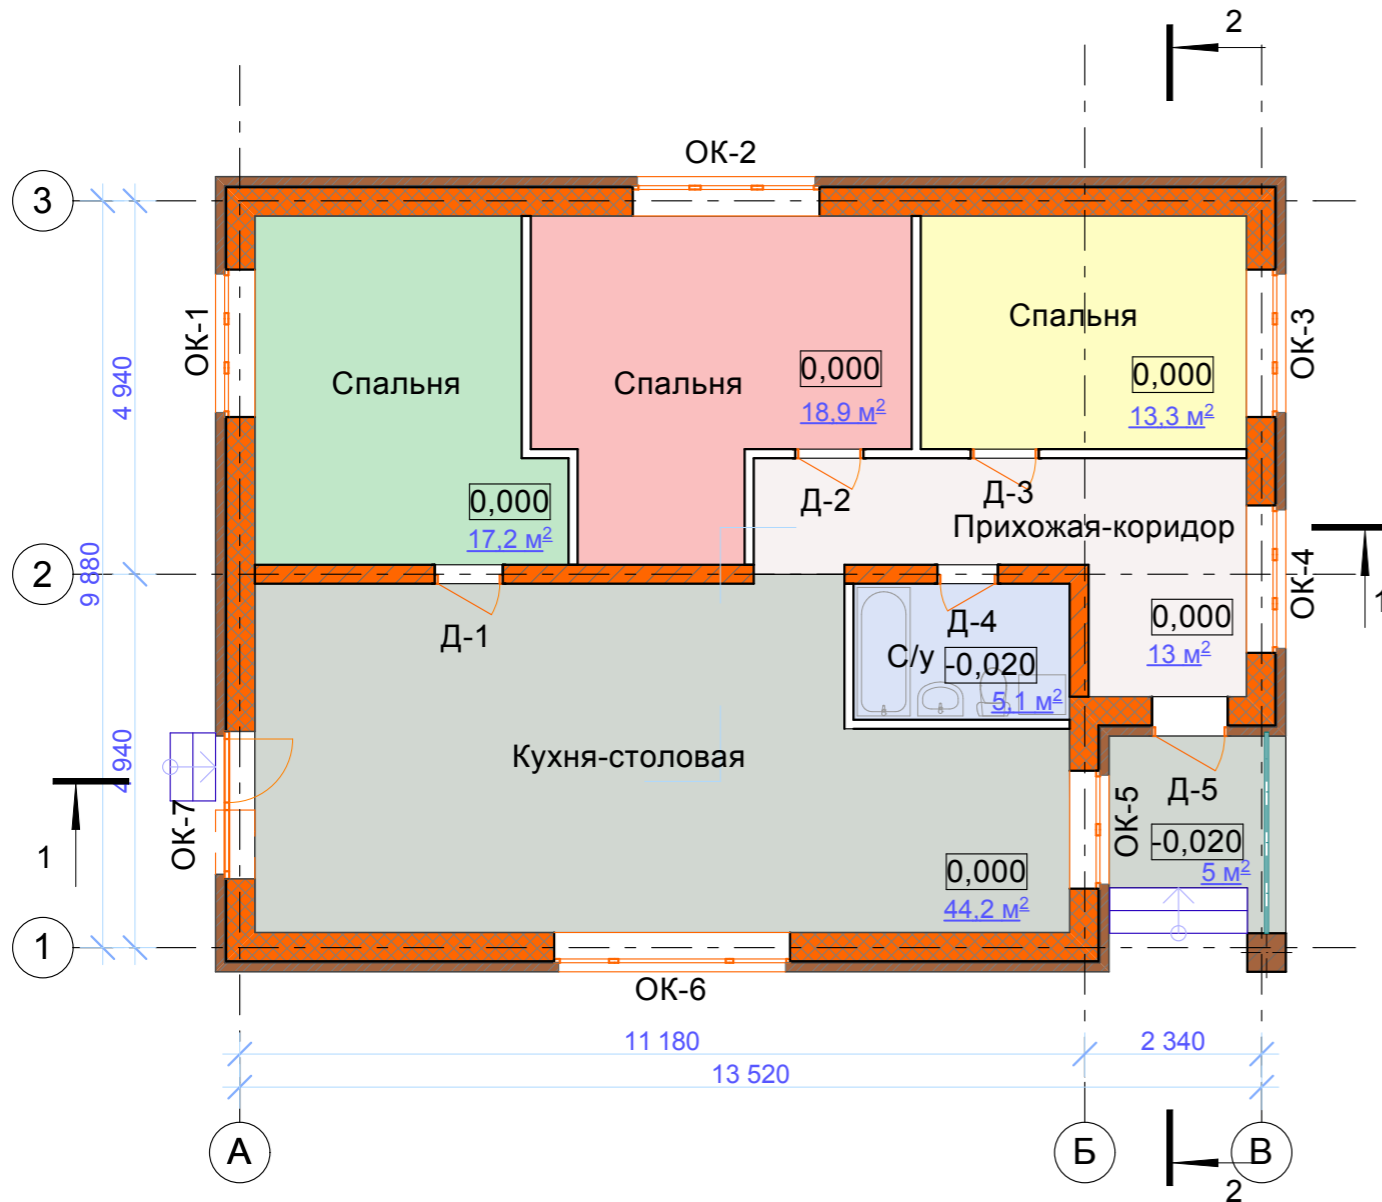 2
ОК-2
3
ОК-1
ОК-3
Спальня
Спальня
Спальня
0,000
18,9 м²
0,000
13,3 м²
4 940
0,000
17,2 м²
Д-2
Д-3
Прихожая-коридор
9 880
2
ОК-4
1
Д-1
Д-4
0,000
13 м²
С/у
-0,020
5,1 м²
Кухня-столовая
4 940
ОК-7
ОК-5
Д-5
-0,020
5 м²
1
0,000
44,2 м²
1
ОК-6
11 180
2 340
13 520
А
Б
В
2